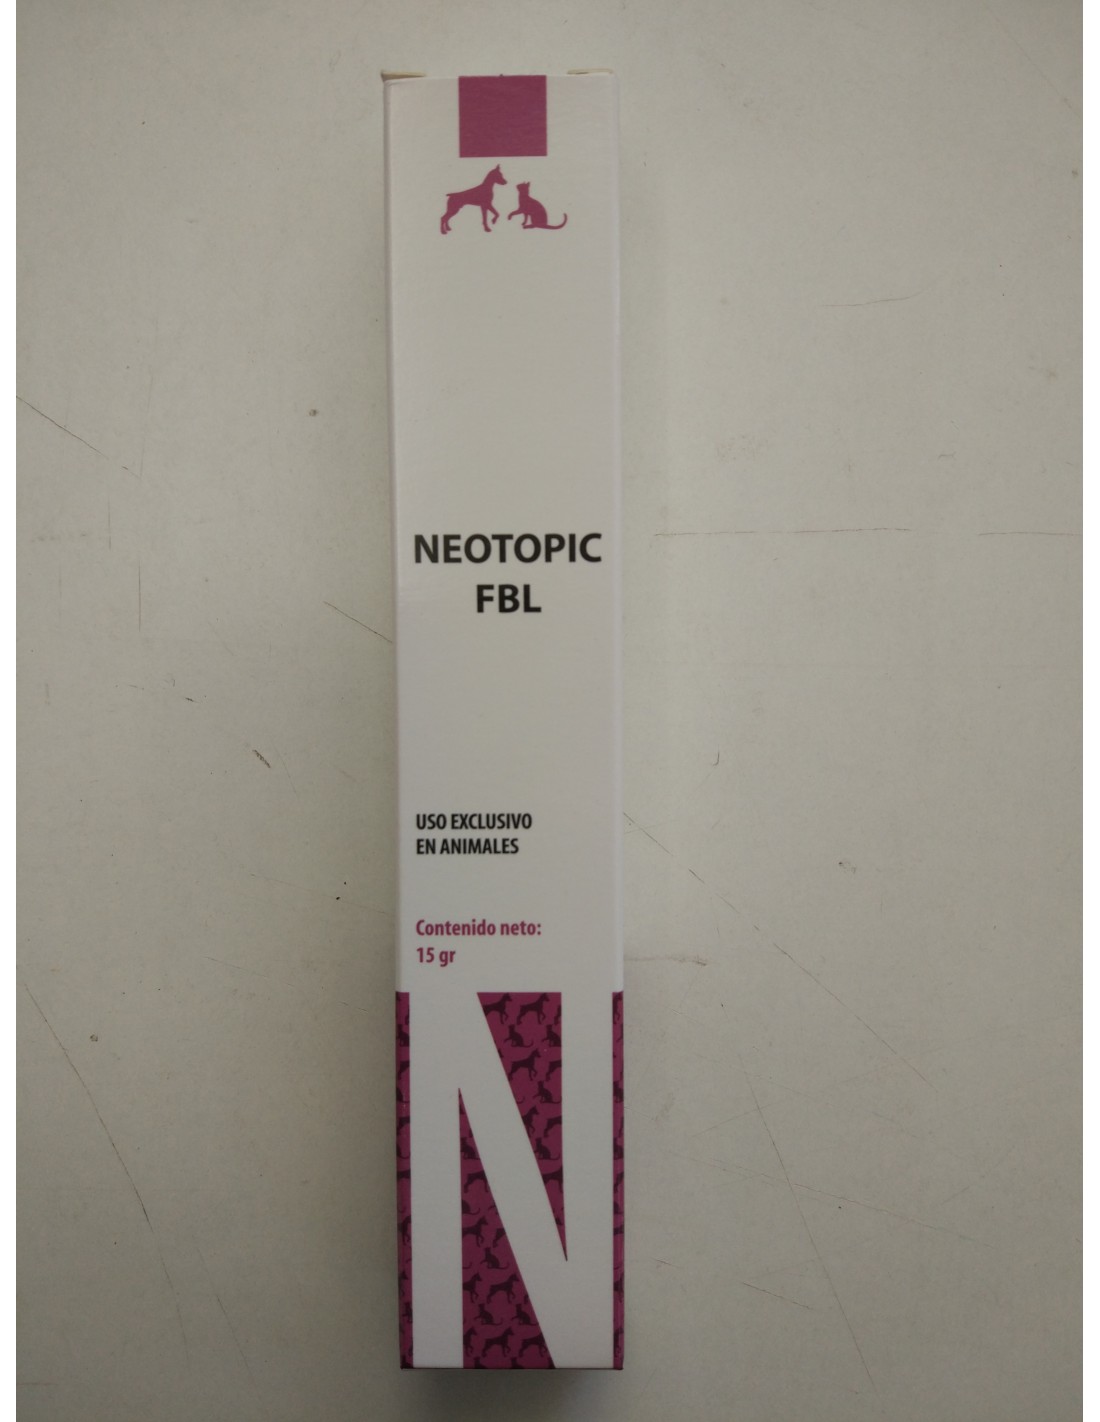 NEOTOPIC
FBL
USO EXCLUSIVO
EN ANIMALES
Contenido neto:
15 gr
N